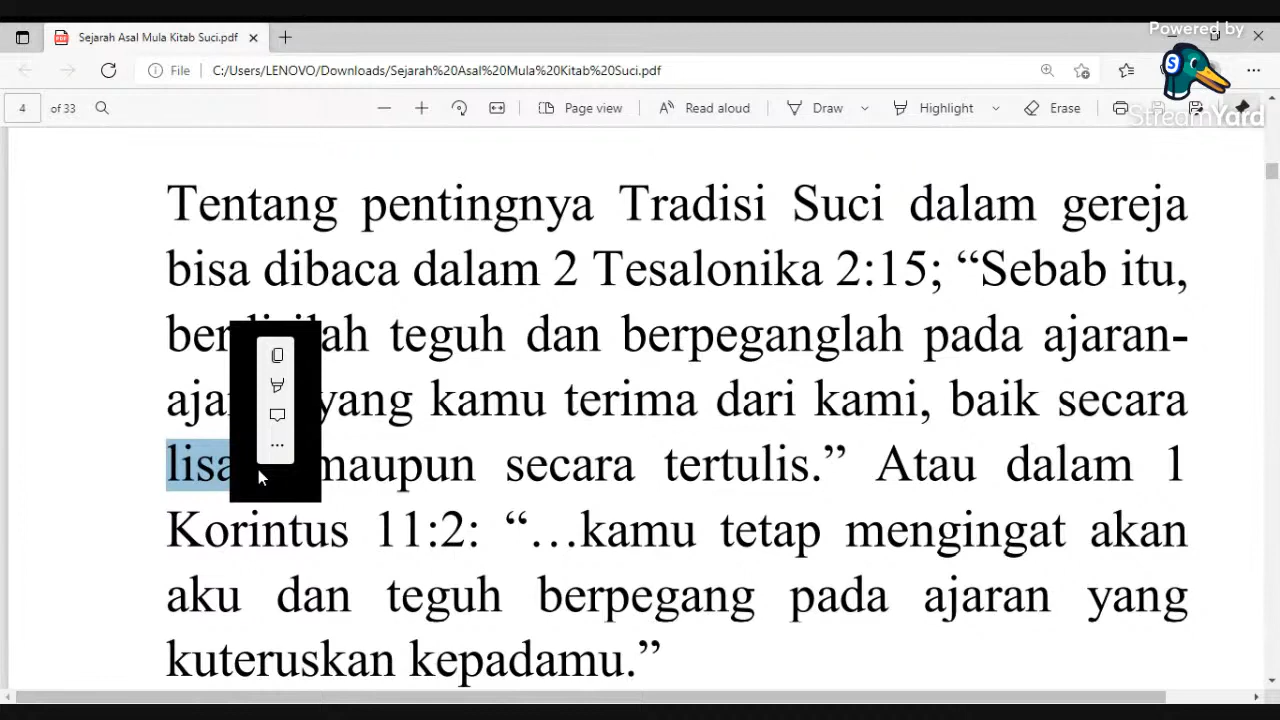 Powered by
Sejarah Asal Mula Kitab Suci.pdf
File C:/Users/LENOVO/Downloads/Sejarah%20Asal%20Mula%20Kitab%20Suci.pdf
4 of 33 Page view Read aloud Draw Highlight Erase
StreamYard
Tentang pentingnya Tradisi Suci dalam gereja
bisa dibaca dalam 2 Tesalonika 2:15; “Sebab itu,
teguh dan berpeganglah pada ajaran-
yang kamu terima dari kami, baik secara
maupun secara tertulis.” Atau dalam 1
Korintus 11:2: “…kamu tetap mengingat akan
aku dan teguh berpegang pada ajaran yang
kuteruskan kepadamu.”